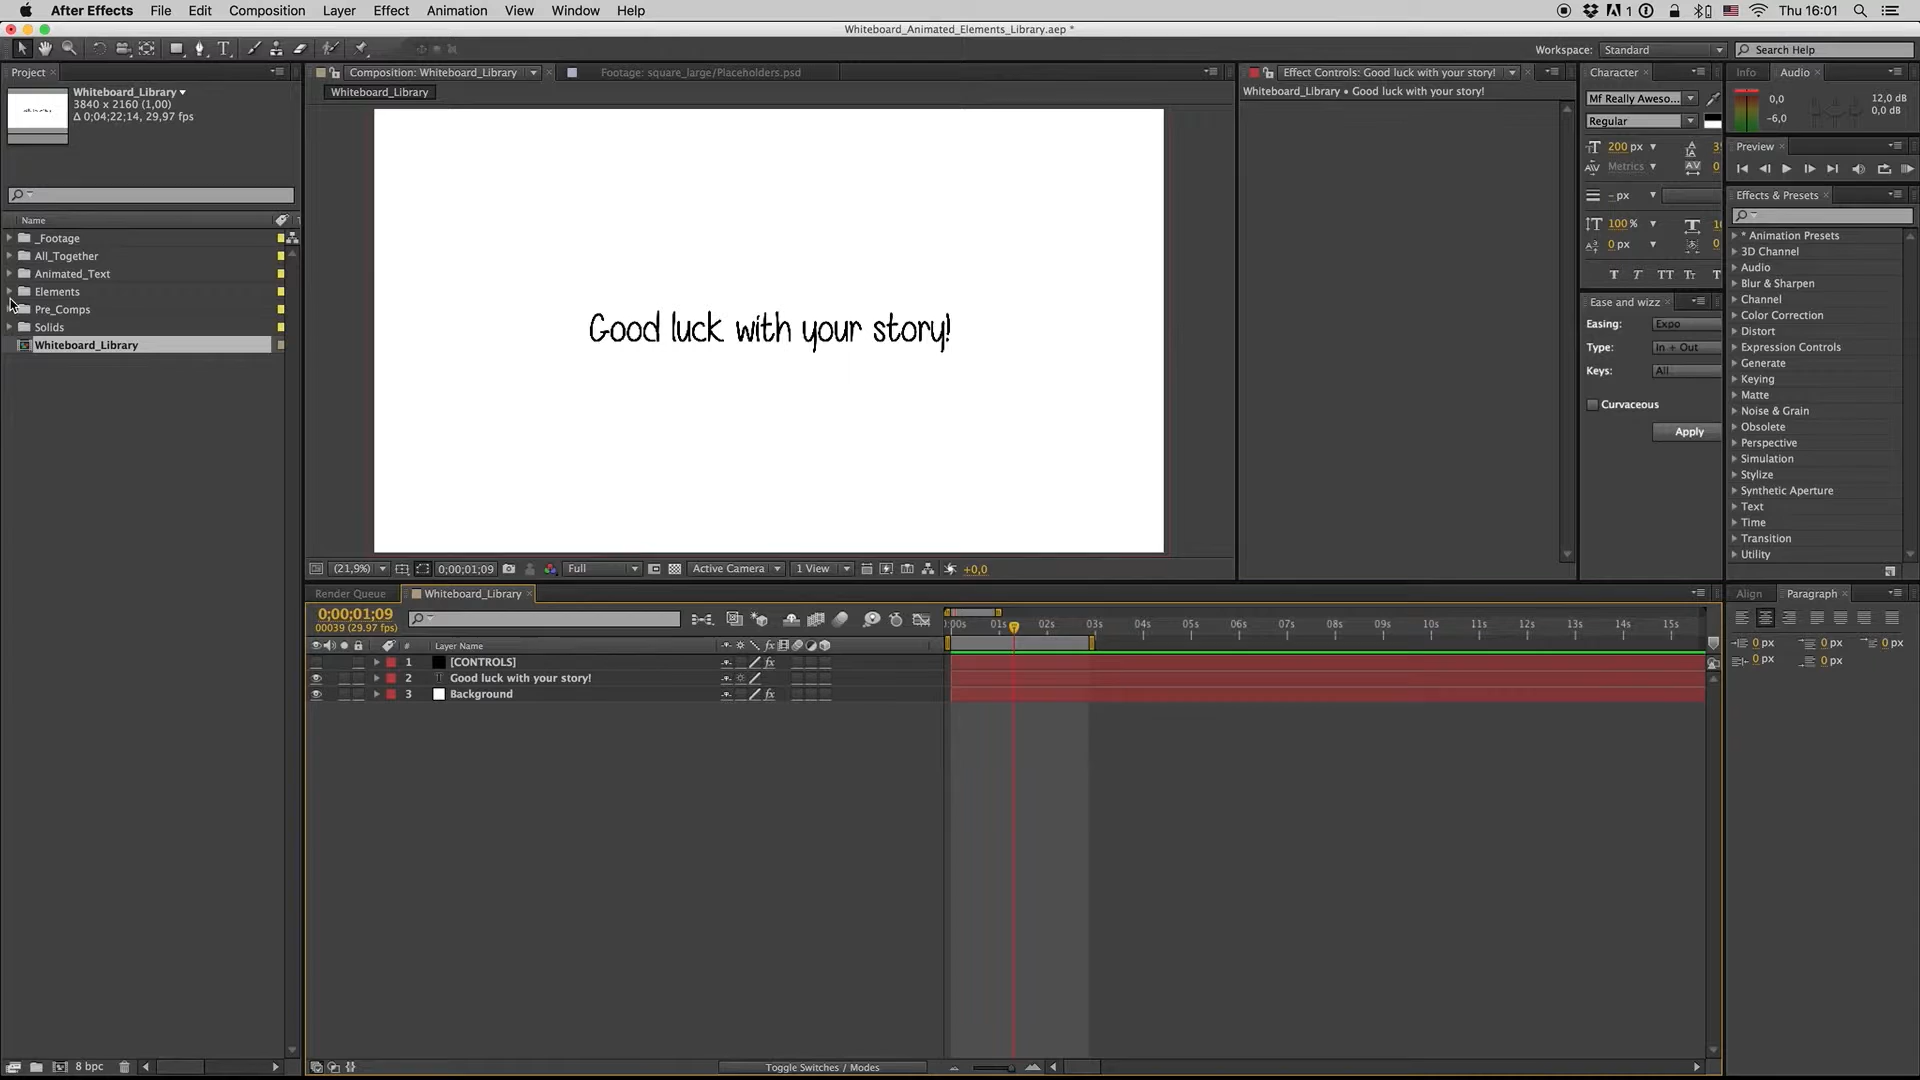 After Effects File Edit Composition Layer Effect Animation View Window Help
1 Thu 16:01
Whiteboard_Animated_Elements_Library.aep *
Workspace: Standard Search Help
Project
Whiteboard_Library
3840 x 2160 (1,00)
Δ 0;04;22;14, 29,97 fps
Name
_Footage
All_Together
Animated_Text
Elements
Pre_Comps
Solids
Whiteboard_Library
8 bpc
Composition: Whiteboard_Library
Footage: square_large/Placeholders.psd
Whiteboard_Library
Good luck with your story!
(21,9%) 0;00;01;09 Full Active Camera 1 View +0,0
Effect Controls: Good luck with your story!
Whiteboard_Library • Good luck with your story!
Character
Mf Really Aweso...
Regular
200 px
Metrics 0
- px
100 %
0 px 0
T T TT Tt T
Ease and wizz
Easing: Expo
Type: In + Out
Keys: All
Curvaceous
Apply
Info Audio
0,0 12,0 dB
-6,0 0,0 dB
Preview
Effects & Presets
* Animation Presets
3D Channel
Audio
Blur & Sharpen
Channel
Color Correction
Distort
Expression Controls
Generate
Keying
Matte
Noise & Grain
Obsolete
Perspective
Simulation
Stylize
Synthetic Aperture
Text
Time
Transition
Utility
Align Paragraph
0 px 0 px 0 px
0 px 0 px
Render Queue Whiteboard_Library
0;00;01;09
00039 (29.97 fps)
:00s 01s 02s 03s 04s 05s 06s 07s 08s 09s 10s 11s 12s 13s 14s 15s
# Layer Name
1 [CONTROLS]
2 Good luck with your story!
3 Background
Toggle Switches / Modes